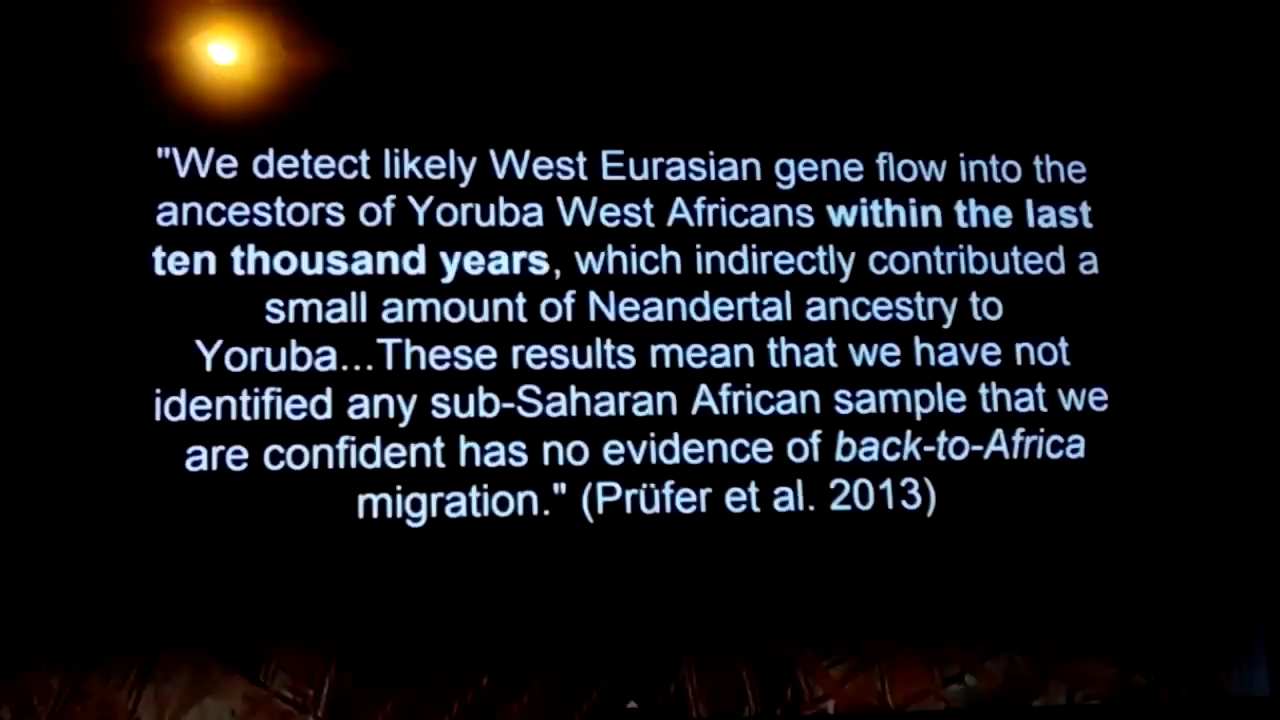 "We detect likely West Eurasian gene flow into the
ancestors of Yoruba West Africans within the last
ten thousand years, which indirectly contributed a
small amount of Neandertal ancestry to
Yoruba...These results mean that we have not
identified any sub-Saharan African sample that we
are confident has no evidence of back-to-Africa
migration." (Prüfer et al. 2013)